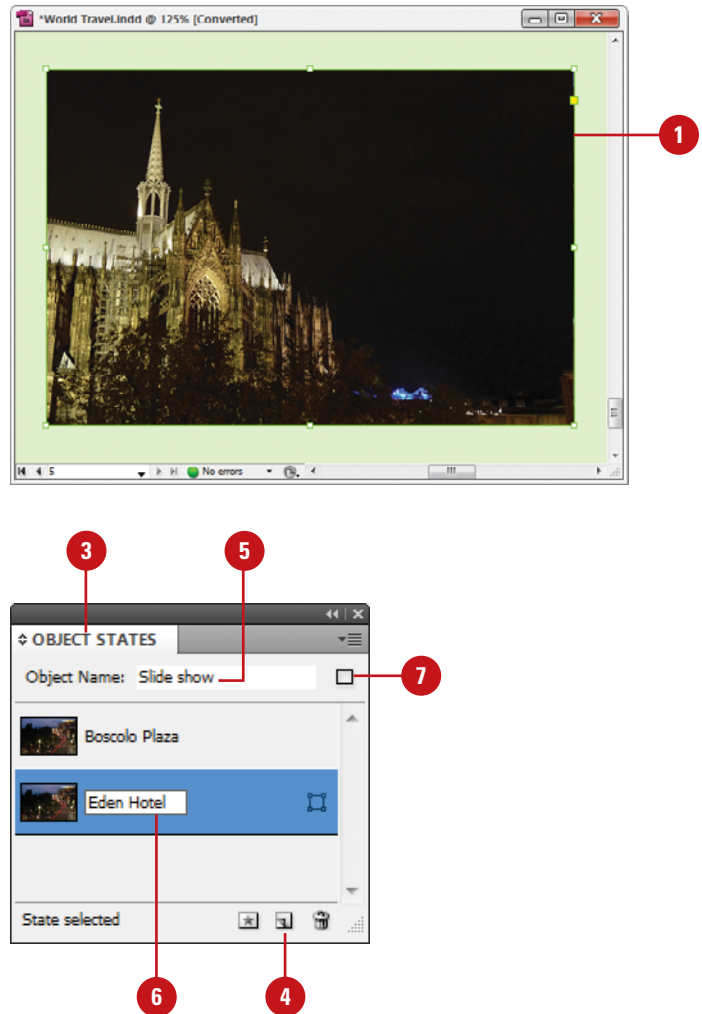 *World Travel.indd @ 125% [Converted]
1
5
No errors
3
5
OBJECT STATES
Object Name: Slide show
7
Boscolo Plaza
Eden Hotel
State selected
6
4